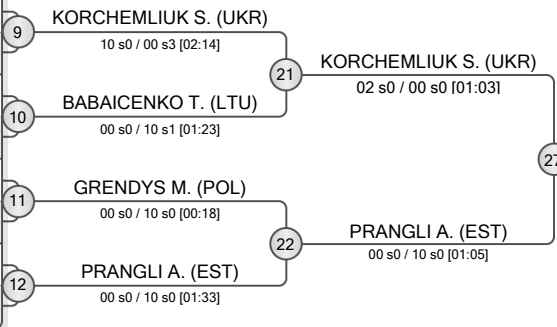 9
KORCHEMLIUK S. (UKR)
10 s0 / 00 s3 [02:14]
21
KORCHEMLIUK S. (UKR)
02 s0 / 00 s0 [01:03]
10
BABAICENKO T. (LTU)
00 s0 / 10 s1 [01:23]
27
11
GRENDYS M. (POL)
00 s0 / 10 s0 [00:18]
22
PRANGLI A. (EST)
00 s0 / 10 s0 [01:05]
12
PRANGLI A. (EST)
00 s0 / 10 s0 [01:33]